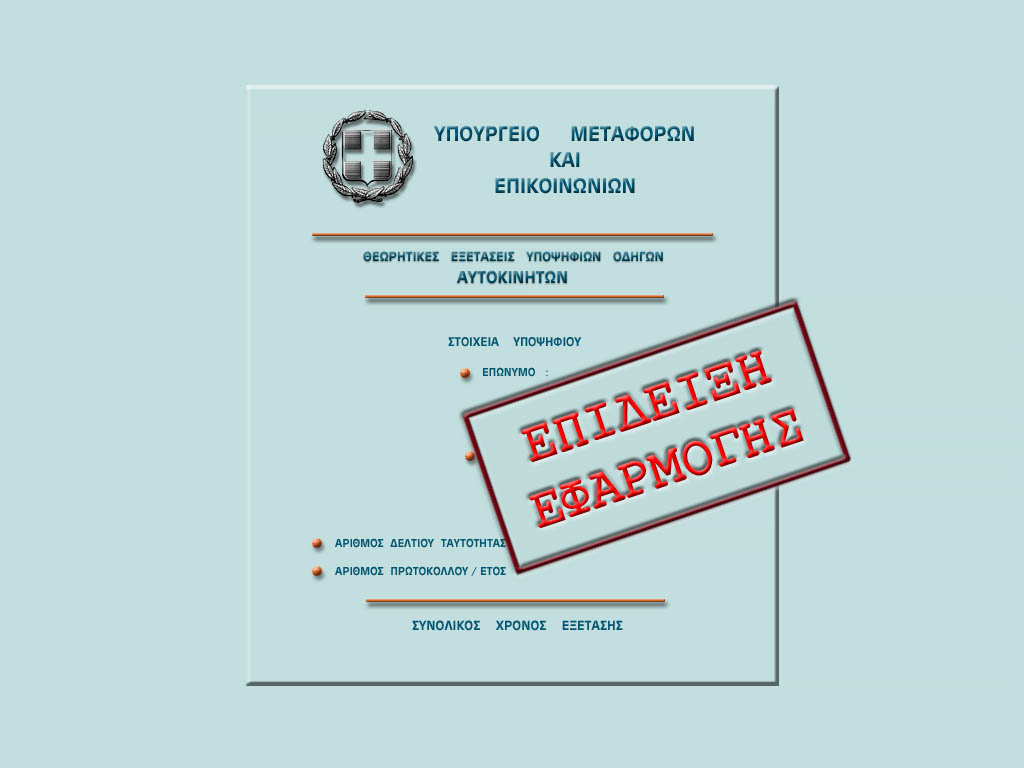 ΥΠΟΥΡΓΕΙΟ ΜΕΤΑΦΟΡΩΝ
ΚΑΙ
ΕΠΙΚΟΙΝΩΝΙΩΝ
ΘΕΩΡΗΤΙΚΕΣ ΕΞΕΤΑΣΕΙΣ ΥΠΟΨΗΦΙΩΝ ΟΔΗΓΩΝ
ΑΥΤΟΚΙΝΗΤΩΝ
ΣΤΟΙΧΕΙΑ ΥΠΟΨΗΦΙΟΥ
ΕΠΩΝΥΜΟ :
ΕΠΙΔΕΙΞΗ
ΕΦΑΡΜΟΓΗΣ
ΑΡΙΘΜΟΣ ΔΕΛΤΙΟΥ ΤΑΥΤΟΤΗΤΑΣ
ΑΡΙΘΜΟΣ ΠΡΩΤΟΚΟΛΛΟΥ / ΕΤΟΣ
ΣΥΝΟΛΙΚΟΣ ΧΡΟΝΟΣ ΕΞΕΤΑΣΗΣ